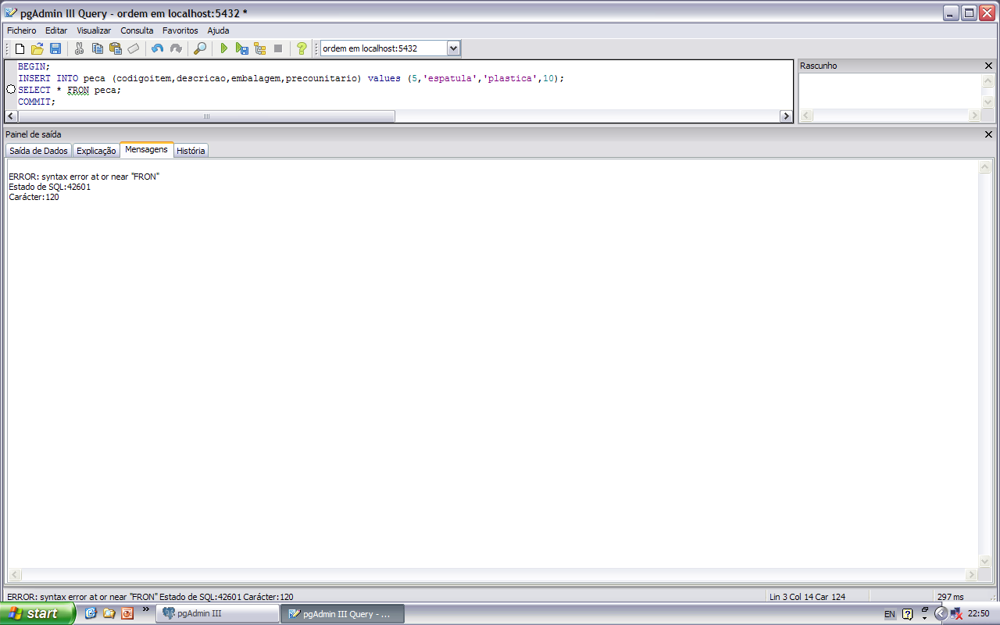 pgAdmin III Query - ordem em localhost:5432 *
Ficheiro Editar Visualizar Consulta Favoritos Ajuda
ordem em localhost:5432
BEGIN;
INSERT INTO peca (codigoitem,descricao,embalagem,precounitario) values (5,'espatula','plastica',10);
SELECT * FRON peca;
COMMIT;
Rascunho
Painel de saída
Saída de Dados Explicação Mensagens História
ERROR: syntax error at or near "FRON"
Estado de SQL:42601
Carácter:120
ERROR: syntax error at or near "FRON" Estado de SQL:42601 Carácter:120 Lin 3 Col 14 Car 124 297 ms
start pgAdmin III pgAdmin III Query - ... EN 22:50